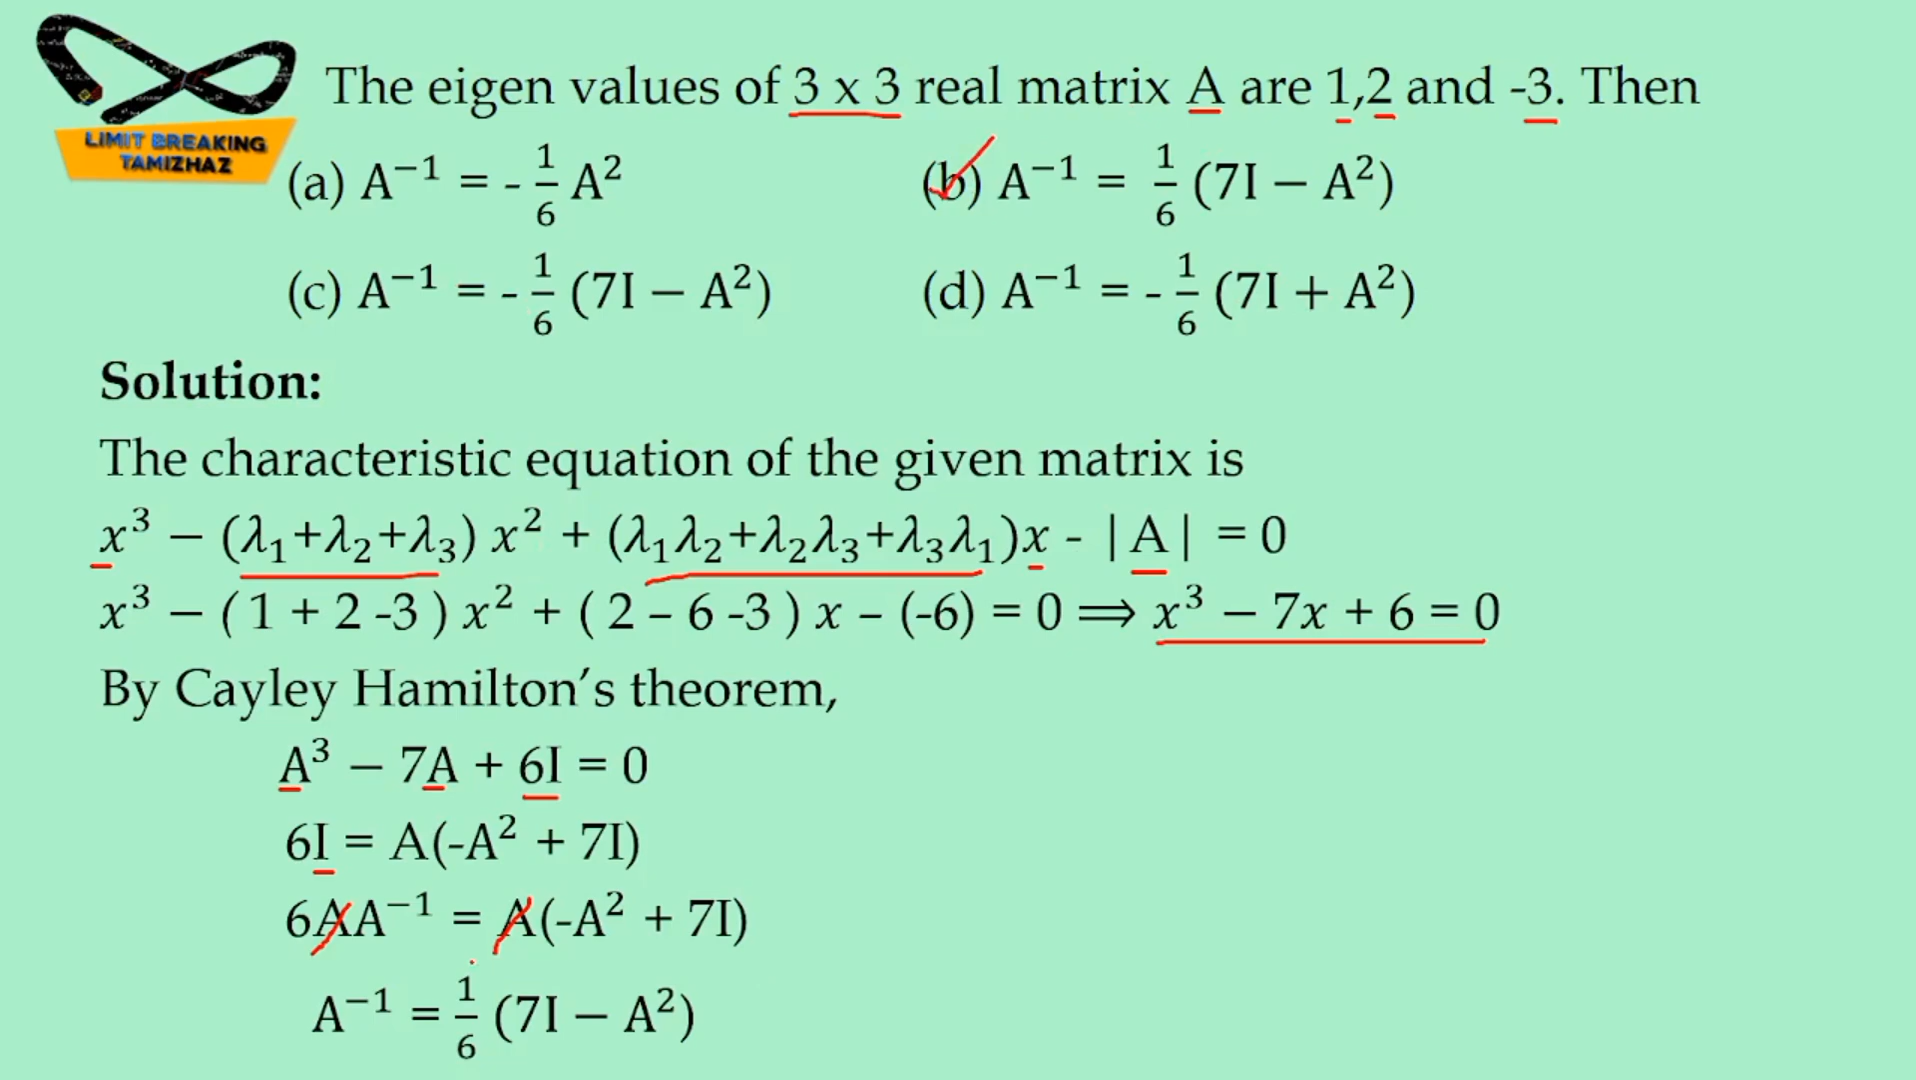 LIMIT BREAKING
TAMIZHAZ
The eigen values of 3 x 3 real matrix A are 1,2 and -3. Then
(a) A⁻¹ = - 1/6 A²
(b) A⁻¹ = 1/6 (7I − A²)
(c) A⁻¹ = - 1/6 (7I − A²)
(d) A⁻¹ = - 1/6 (7I + A²)
Solution:
The characteristic equation of the given matrix is
x³ − (λ₁+λ₂+λ₃) x² + (λ₁λ₂+λ₂λ₃+λ₃λ₁)x - |A| = 0
x³ − ( 1 + 2 -3 ) x² + ( 2 – 6 -3 ) x – (-6) = 0 ⟹ x³ − 7x + 6 = 0
By Cayley Hamilton’s theorem,
A³ − 7A + 6I = 0
6I = A(-A² + 7I)
6AA⁻¹ = A(-A² + 7I)
A⁻¹ = 1/6 (7I − A²)